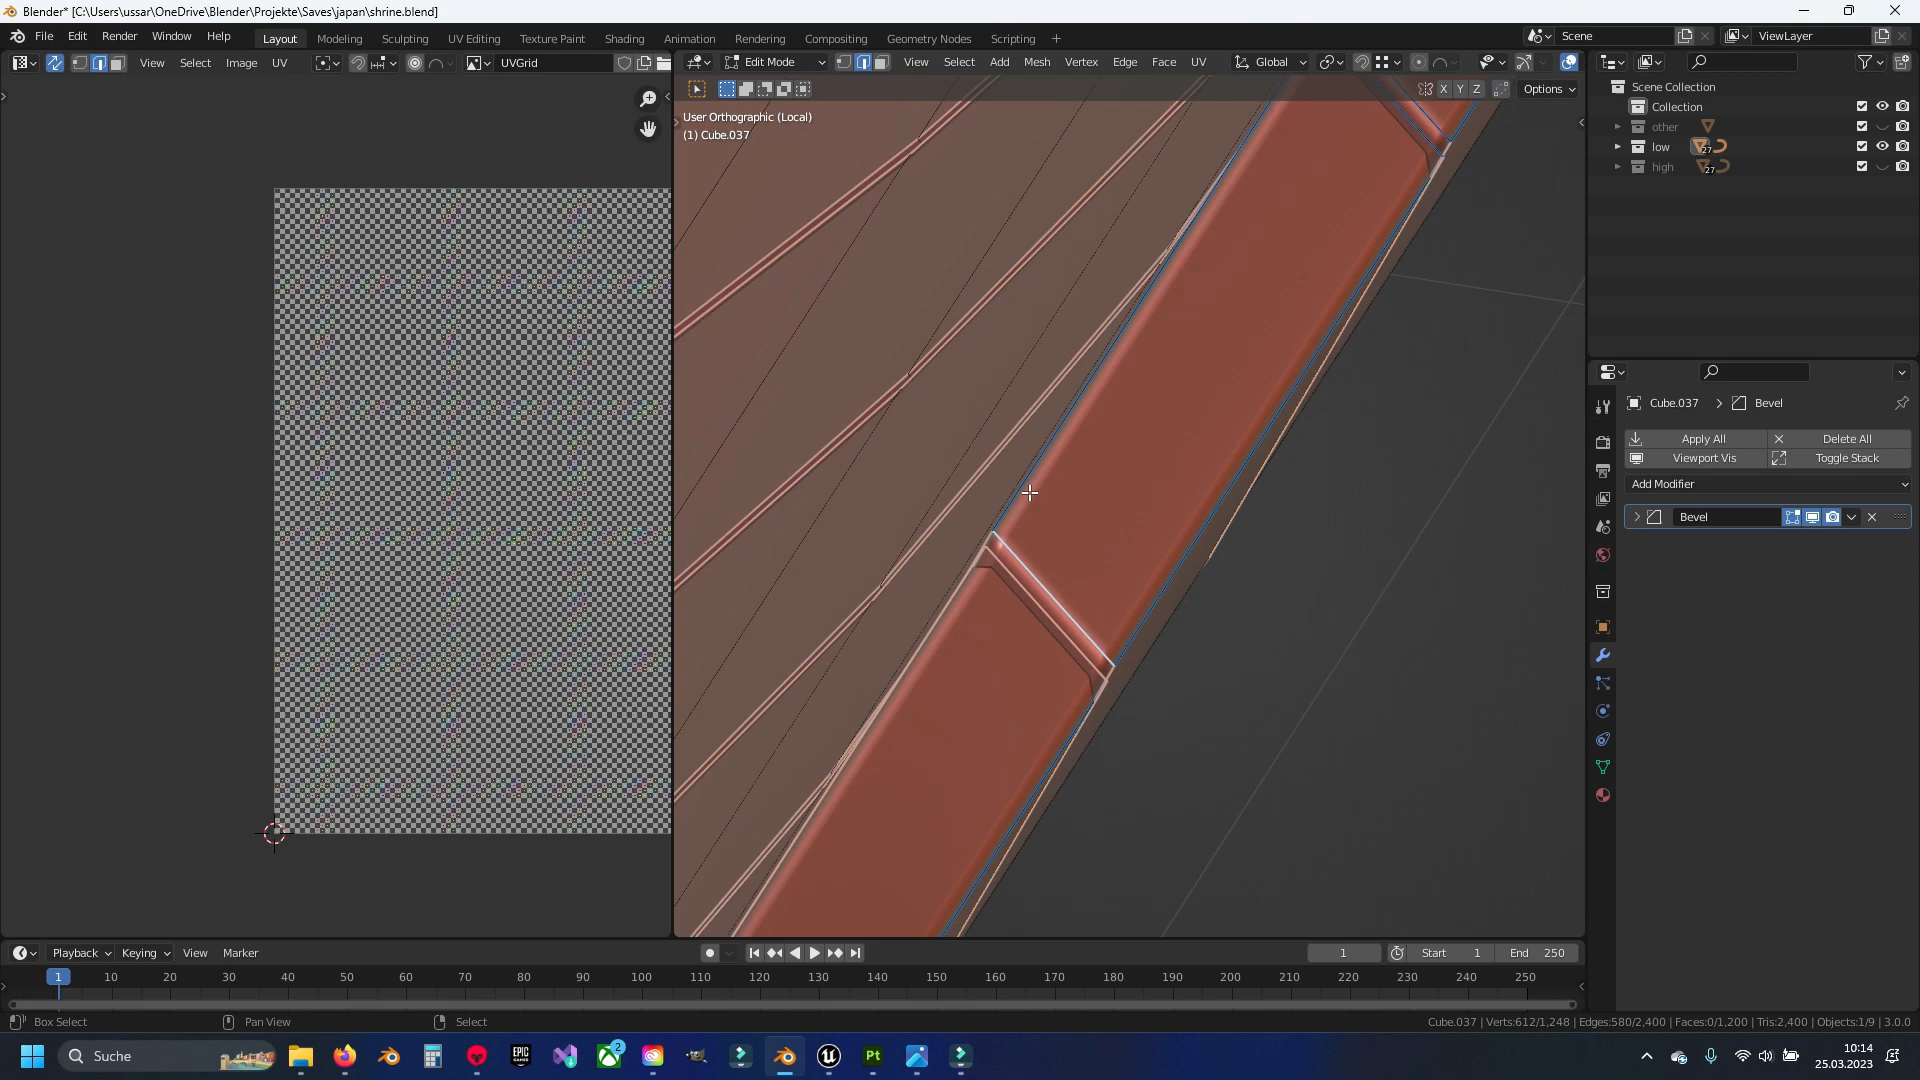 Blender* [C:\Users\ussar\OneDrive\Blender\Projekte\Saves\japan\shrine.blend]
File Edit Render Window Help
Layout Modeling Sculpting UV Editing Texture Paint Shading Animation Rendering Compositing Geometry Nodes Scripting +
Scene
ViewLayer
View Select Image UV
UVGrid
Edit Mode
View Select Add Mesh Vertex Edge Face UV
Global
X Y Z
Options
User Orthographic (Local)
(1) Cube.037
Scene Collection
Collection
other
low 27
high 27
Cube.037 > Bevel
Apply All Delete All
Viewport Vis Toggle Stack
Add Modifier
Bevel
Playback Keying View Marker
1 Start 1 End 250
1 10 20 30 40 50 60 70 80 90 100 110 120 130 140 150 160 170 180 190 200 210 220 230 240 250
Box Select
Pan View
Select
Cube.037 | Verts:612/1,248 | Edges:580/2,400 | Faces:0/1,200 | Tris:2,400 | Objects:1/9 | 3.0.0
Suche
EPIC GAMES
2
Pt
10:14
25.03.2023